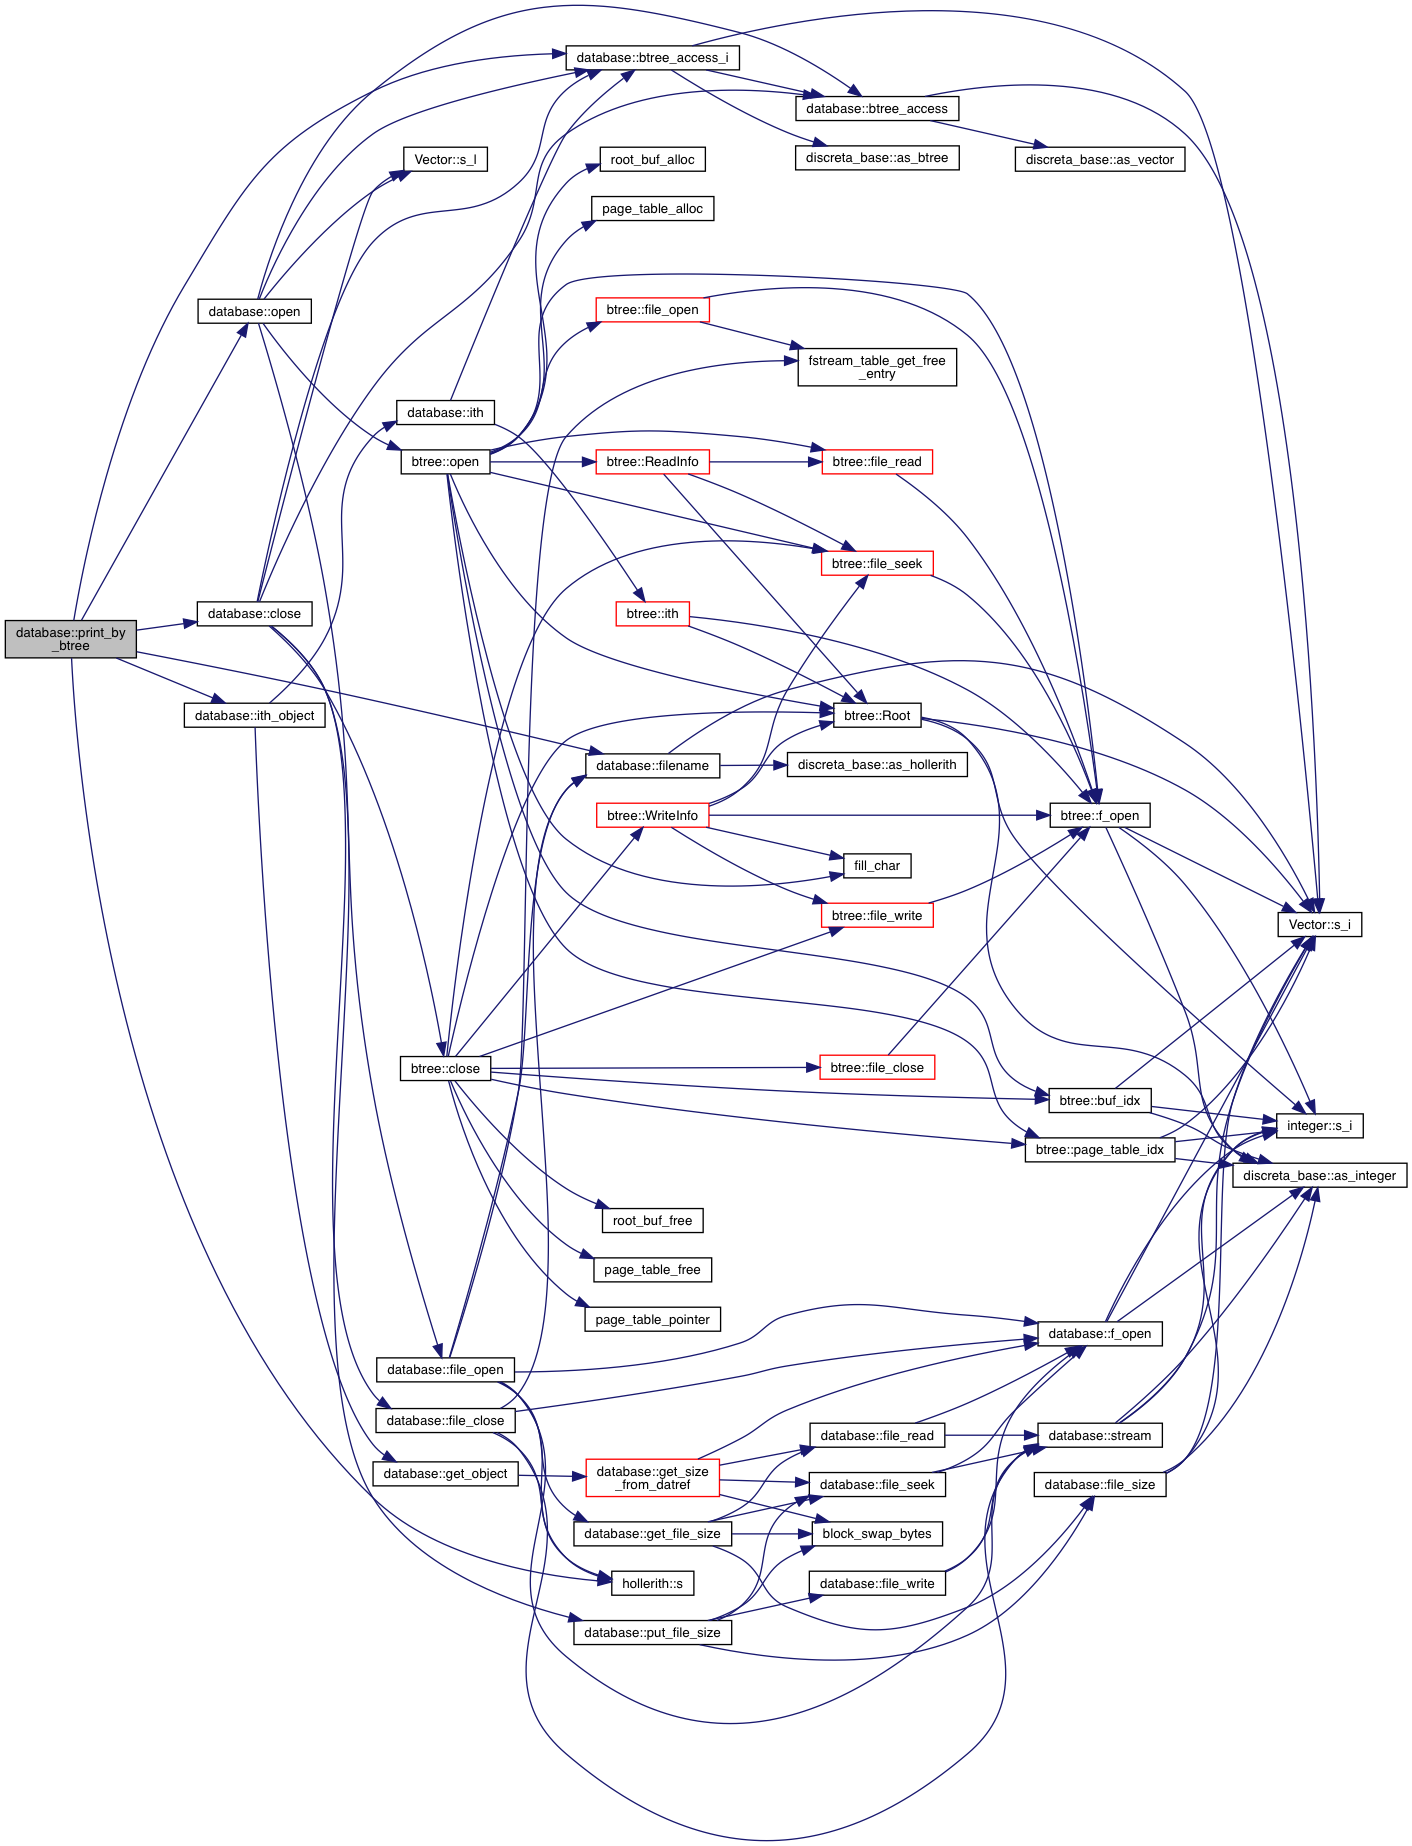 database::btree_access_i
database::btree_access
Vector::s_l
root_buf_alloc
discreta_base::as_btree
discreta_base::as_vector
page_table_alloc
database::open
btree::file_open
fstream_table_get_free
_entry
database::ith
btree::open
btree::ReadInfo
btree::file_read
btree::file_seek
database::close
btree::ith
database::print_by
_btree
database::ith_object
btree::Root
database::filename
discreta_base::as_hollerith
btree::WriteInfo
btree::f_open
fill_char
btree::file_write
Vector::s_i
btree::close
btree::file_close
btree::buf_idx
integer::s_i
btree::page_table_idx
discreta_base::as_integer
root_buf_free
page_table_free
page_table_pointer
database::f_open
database::file_open
database::file_close
database::file_read
database::stream
database::get_object
database::get_size
_from_datref
database::file_seek
database::file_size
database::get_file_size
block_swap_bytes
hollerith::s
database::file_write
database::put_file_size